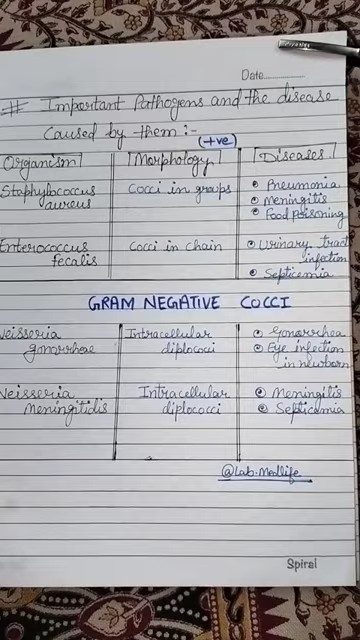 Date
# Important Pathogens and the disease
Caused by them :-
(+ve)
Organism Morphology Diseases
Staphylococcus Cocci in groups Pneumonia
aureus Meningitis
Food poisoning
Enterococcus Cocci in chain Urinary tract
fecalis infection
Septicemia
GRAM NEGATIVE COCCI
Neisseria Intracellular Gonorrhea
gonorrheae diplococci Eye infection
in newborn
Neisseria Intracellular Meningitis
Meningitidis diplococci Septicemia
@Lab.Medlife
Spiral